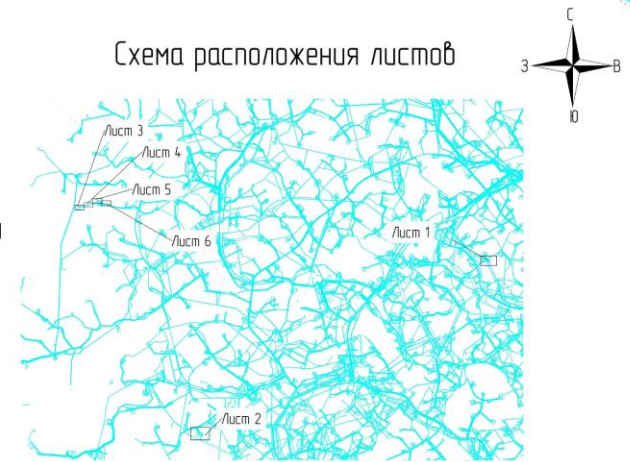 С
Схема расположения листов
З
В
Ю
Лист 3
Лист 4
Лист 5
Лист 6
Лист 1
Лист 2